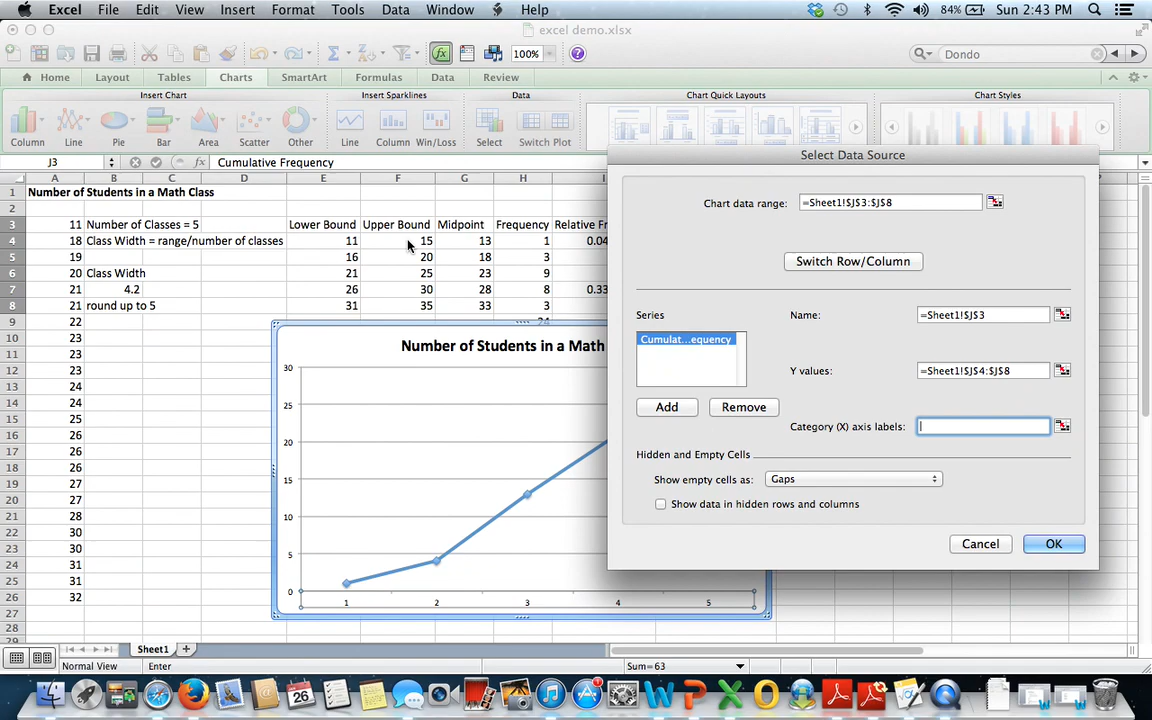 Excel File Edit View Insert Format Tools Data Window Help 84% Sun 2:43 PM
excel demo.xlsx
100% Dondo
Home Layout Tables Charts SmartArt Formulas Data Review
Insert Chart Insert Sparklines Data Chart Quick Layouts Chart Styles
Column Line Pie Bar Area Scatter Other Line Column Win/Loss Select Switch Plot
J3 fx Cumulative Frequency
Select Data Source
A B C D E F G H I
1 Number of Students in a Math Class
2
3 11 Number of Classes = 5 Lower Bound Upper Bound Midpoint Frequency Relative Fr
4 18 Class Width = range/number of classes 11 15 13 1 0.04
5 19 16 20 18 3
6 20 Class Width 21 25 23 9
7 21 4.2 26 30 28 8 0.33
8 21 round up to 5 31 35 33 3
9 22 24
10 23
11 23
12 23
13 24
14 24
15 25
16 26
17 26
18 26
19 27
20 27
21 28
22 30
23 30
24 31
25 31
26 32
27
28
29
Number of Students in a Math
30
25
20
15
10
5
0
1 2 3 4 5
Chart data range: =Sheet1!$J$3:$J$8
Switch Row/Column
Series Name: =Sheet1!$J$3
Cumulat...equency
Y values: =Sheet1!$J$4:$J$8
Add Remove
Category (X) axis labels:
Hidden and Empty Cells
Show empty cells as: Gaps
Show data in hidden rows and columns
Cancel OK
Sheet1
Normal View Enter Sum=63